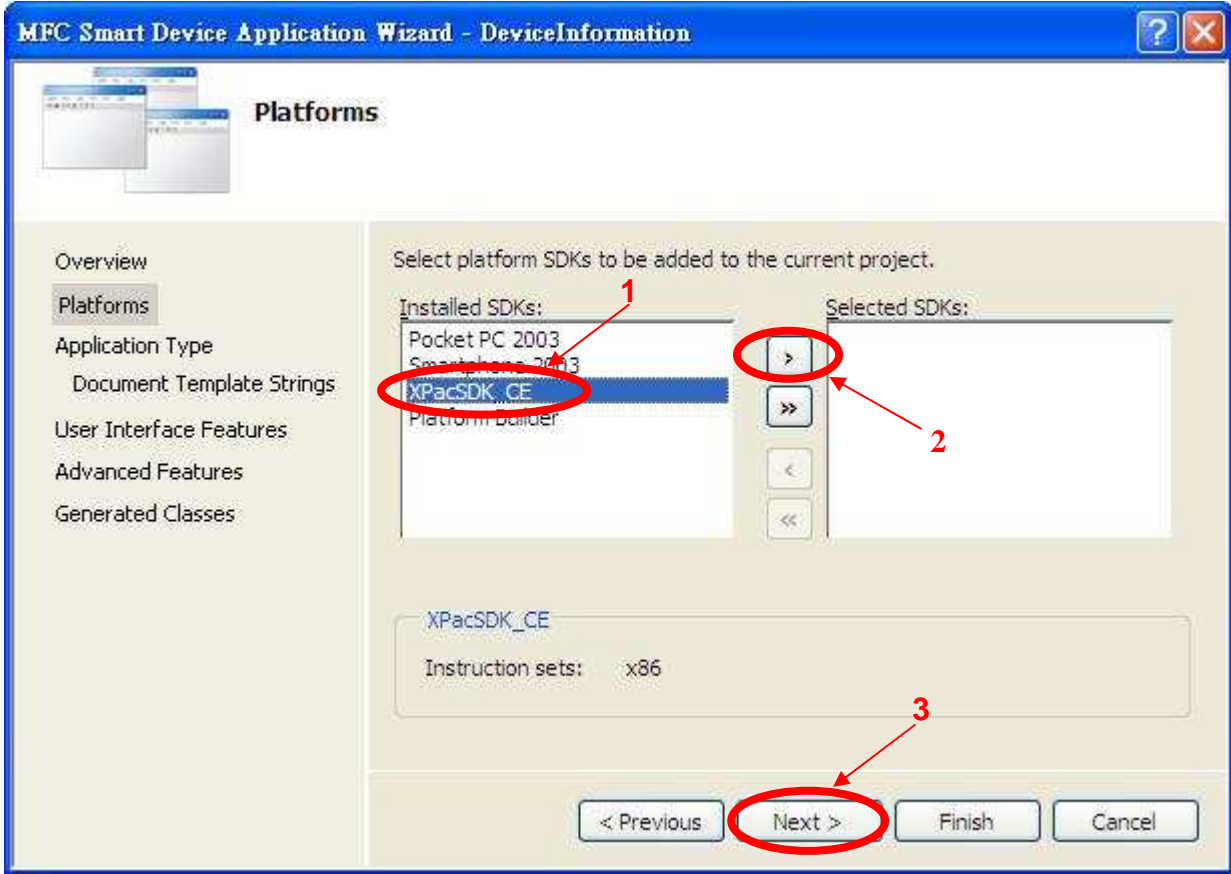 MFC Smart Device Application Wizard - DeviceInformation
Platforms
Overview
Platforms
Application Type
Document Template Strings
User Interface Features
Advanced Features
Generated Classes
Select platform SDKs to be added to the current project.
1
Installed SDKs:
Pocket PC 2003
Smartphone 2003
XPacSDK_CE
Platform Builder
>
>>
<
<<
2
Selected SDKs:
XPacSDK_CE
Instruction sets: x86
3
< Previous
Next >
Finish
Cancel